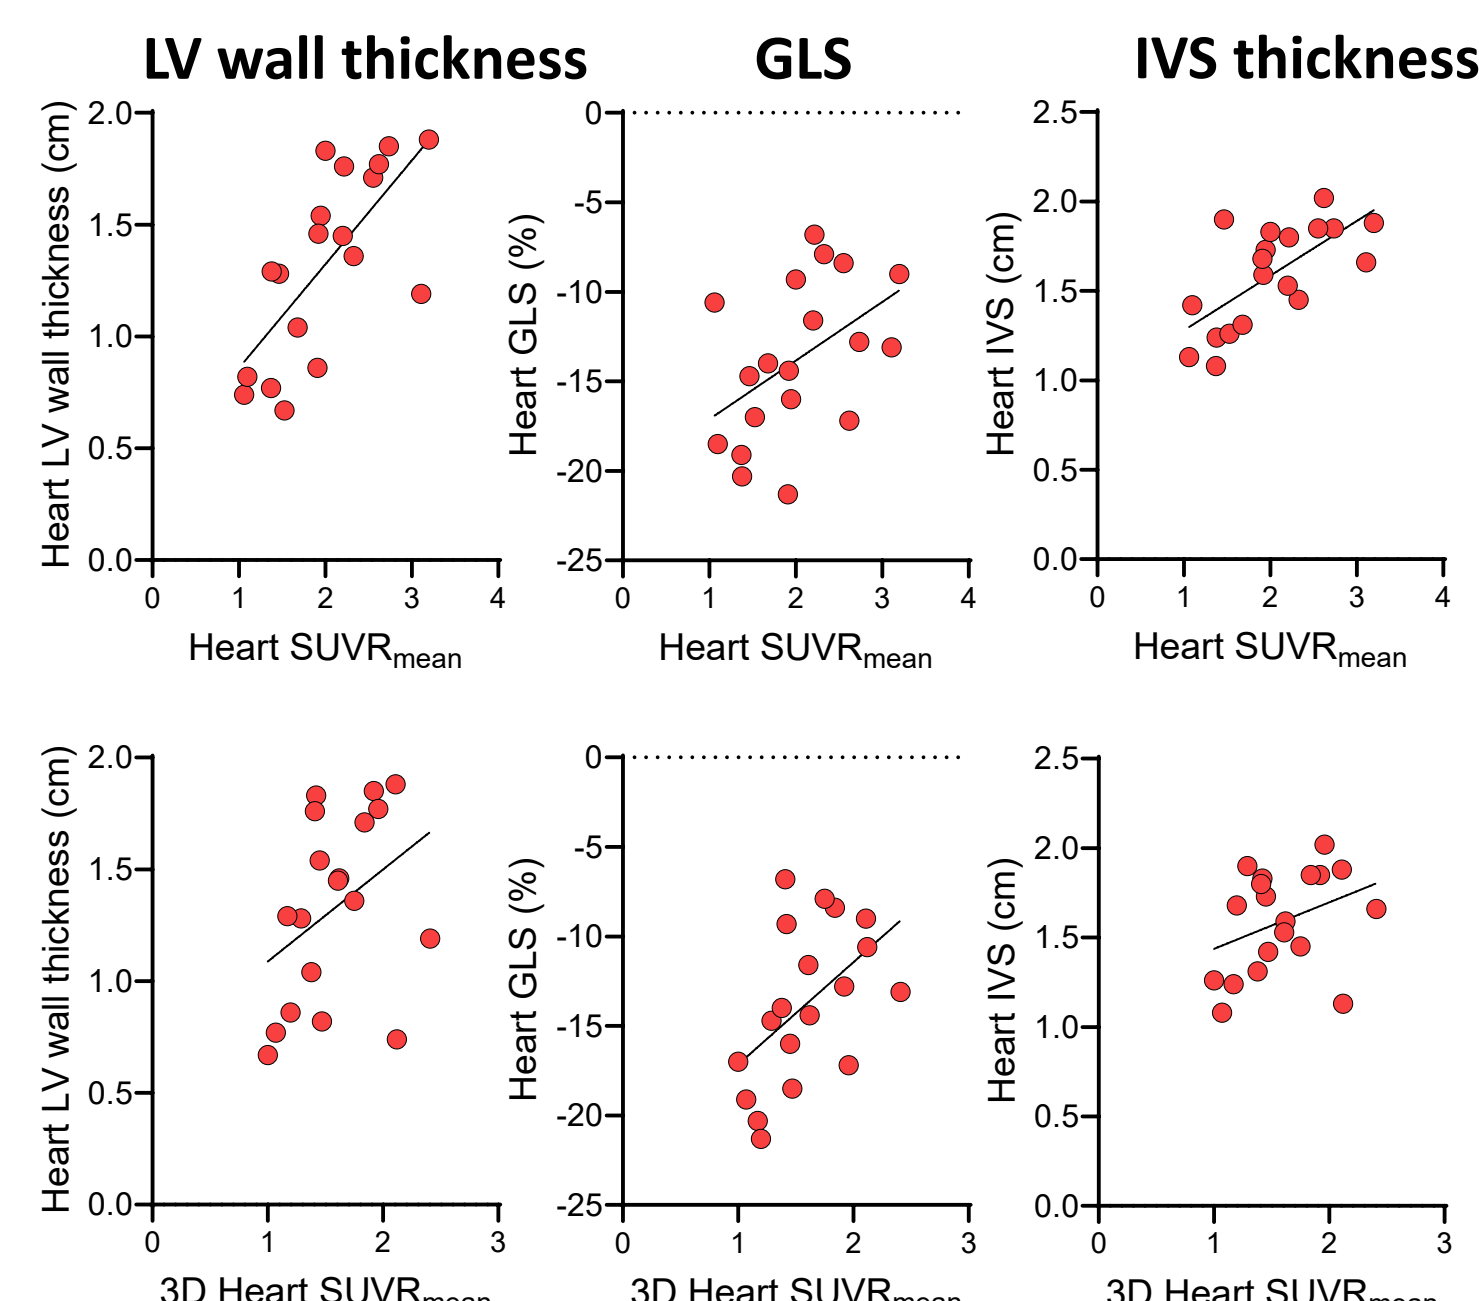 LV wall thickness GLS IVS thickness
Heart LV wall thickness (cm)
2.0
1.5
1.0
0.5
0.0
0 1 2 3 4
Heart SUVRmean
Heart GLS (%)
0
-5
-10
-15
-20
-25
0 1 2 3 4
Heart SUVRmean
Heart IVS (cm)
2.5
2.0
1.5
1.0
0.5
0.0
0 1 2 3 4
Heart SUVRmean
Heart LV wall thickness (cm)
2.0
1.5
1.0
0.5
0.0
0 1 2 3
3D Heart SUVRmean
Heart GLS (%)
0
-5
-10
-15
-20
-25
0 1 2 3
3D Heart SUVRmean
Heart IVS (cm)
2.5
2.0
1.5
1.0
0.5
0.0
0 1 2 3
3D Heart SUVRmean